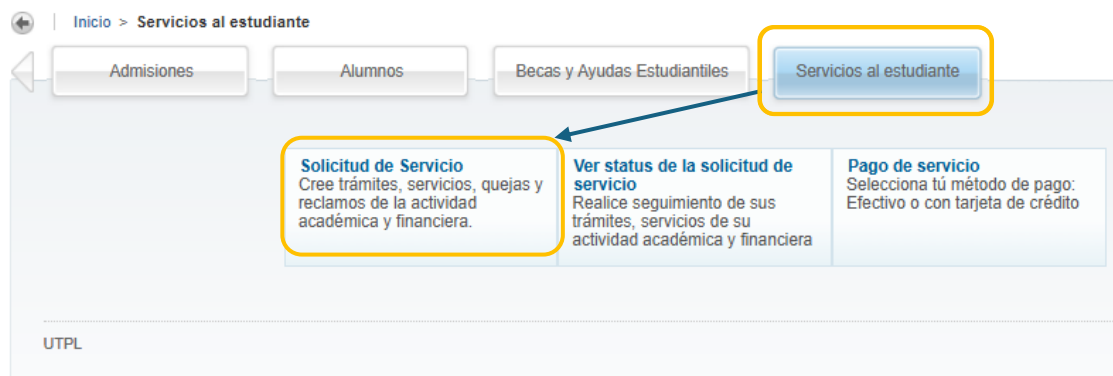 Inicio > Servicios al estudiante
Admisiones
Alumnos
Becas y Ayudas Estudiantiles
Servicios al estudiante
Solicitud de Servicio
Cree trámites, servicios, quejas y
reclamos de la actividad
académica y financiera.
Ver status de la solicitud de
servicio
Realice seguimiento de sus
trámites, servicios de su
actividad académica y financiera
Pago de servicio
Selecciona tú método de pago:
Efectivo o con tarjeta de crédito
UTPL